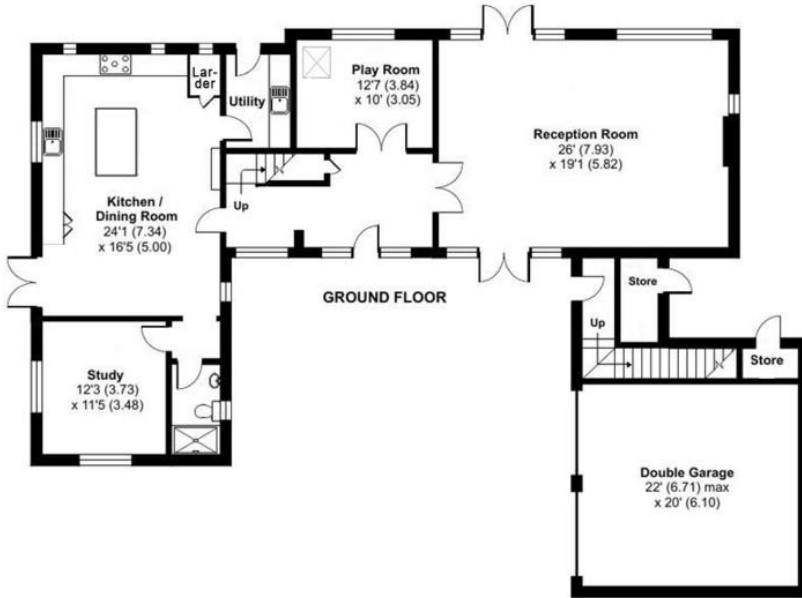 Lar-
der
Utility
Play Room
12'7 (3.84)
x 10' (3.05)
Reception Room
26' (7.93)
x 19'1 (5.82)
Kitchen /
Dining Room
24'1 (7.34)
x 16'5 (5.00)
Up
GROUND FLOOR
Store
Up
Store
Study
12'3 (3.73)
x 11'5 (3.48)
Double Garage
22' (6.71) max
x 20' (6.10)